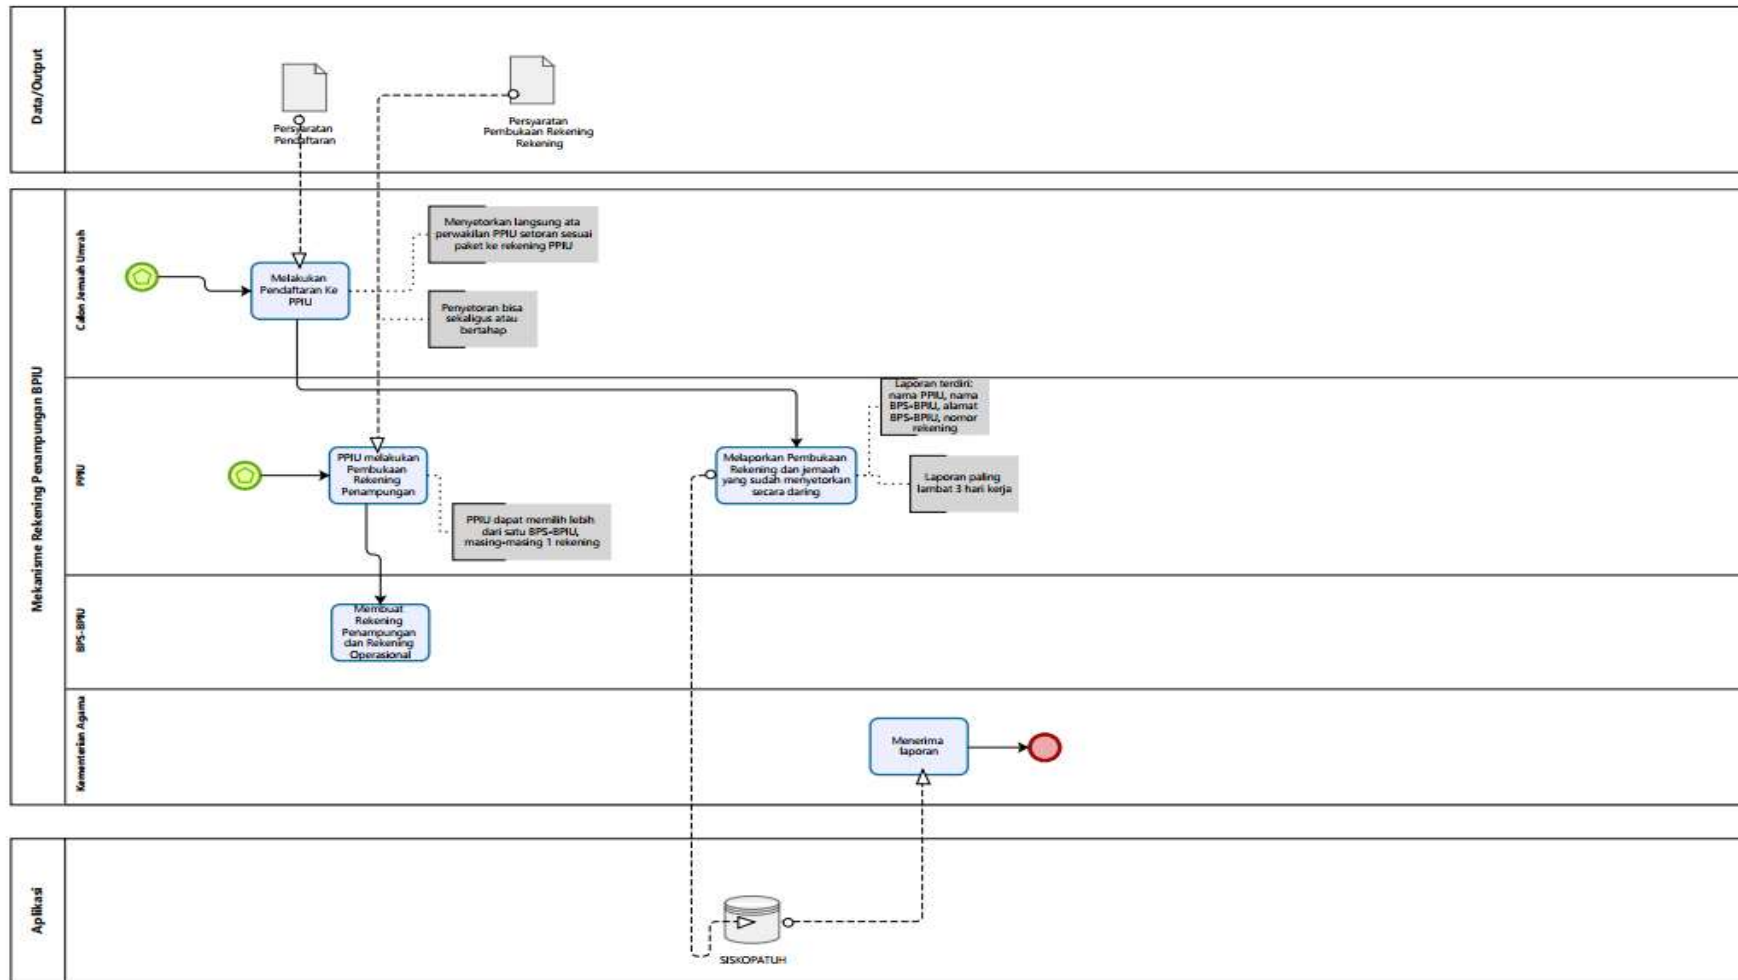 Data/Output
Persyaratan
Pendaftaran
Persyaratan
Pembukaan Rekening
Rekening
Mekanisme Rekening Penampungan BPIU
Calon Jemaah Umrah
Melakukan
Pendaftaran Ke
PPIU
Menyetorkan langsung ata
perwakilan PPIU setoran sesuai
paket ke rekening PPIU
Penyetoran bisa
sekaligus atau
bertahap
PPIU
PPIU melakukan
Pembukaan
Rekening
Penampungan
PPIU dapat memilih lebih
dari satu BPS-BPIU,
masing-masing 1 rekening
Melaporkan Pembukaan
Rekening dan jemaah
yang sudah menyetorkan
secara daring
Laporan terdiri:
nama PPIU, nama
BPS-BPIU, alamat
BPS-BPIU, nomor
rekening
Laporan paling
lambat 3 hari kerja
BPS-BPIU
Membuat
Rekening
Penampungan
dan Rekening
Operasional
Kementerian Agama
Menerima
laporan
Aplikasi
SISKOPATUH